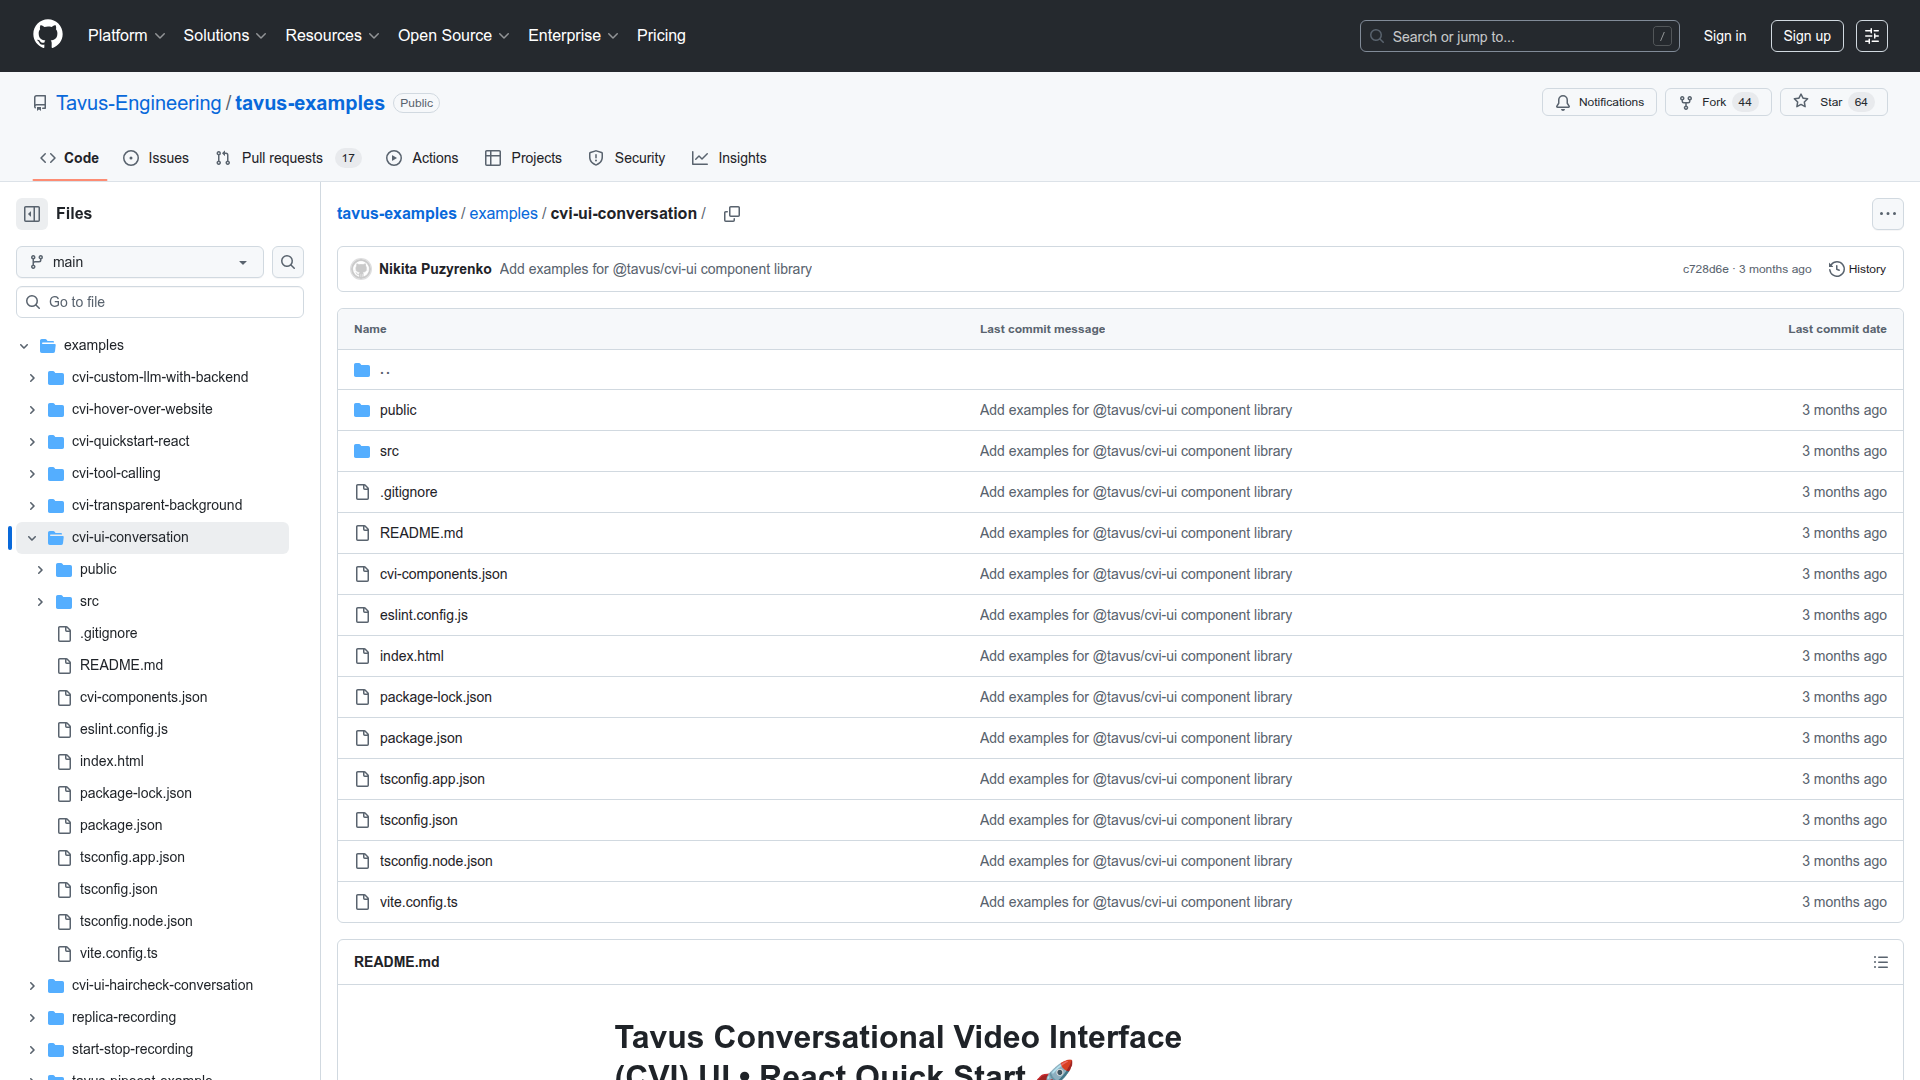 Platform Solutions Resources Open Source Enterprise Pricing Search or jump to... / Sign in Sign up
Tavus-Engineering / tavus-examples Public Notifications Fork 44 Star 64
Code Issues Pull requests 17 Actions Projects Security Insights
Files
main
Go to file
examples
cvi-custom-llm-with-backend
cvi-hover-over-website
cvi-quickstart-react
cvi-tool-calling
cvi-transparent-background
cvi-ui-conversation
public
src
.gitignore
README.md
cvi-components.json
eslint.config.js
index.html
package-lock.json
package.json
tsconfig.app.json
tsconfig.json
tsconfig.node.json
vite.config.ts
cvi-ui-haircheck-conversation
replica-recording
start-stop-recording
tavus-pipecat-example
tavus-examples / examples / cvi-ui-conversation /
Nikita Puzyrenko Add examples for @tavus/cvi-ui component library c728d6e · 3 months ago History
Name Last commit message Last commit date
..
public Add examples for @tavus/cvi-ui component library 3 months ago
src Add examples for @tavus/cvi-ui component library 3 months ago
.gitignore Add examples for @tavus/cvi-ui component library 3 months ago
README.md Add examples for @tavus/cvi-ui component library 3 months ago
cvi-components.json Add examples for @tavus/cvi-ui component library 3 months ago
eslint.config.js Add examples for @tavus/cvi-ui component library 3 months ago
index.html Add examples for @tavus/cvi-ui component library 3 months ago
package-lock.json Add examples for @tavus/cvi-ui component library 3 months ago
package.json Add examples for @tavus/cvi-ui component library 3 months ago
tsconfig.app.json Add examples for @tavus/cvi-ui component library 3 months ago
tsconfig.json Add examples for @tavus/cvi-ui component library 3 months ago
tsconfig.node.json Add examples for @tavus/cvi-ui component library 3 months ago
vite.config.ts Add examples for @tavus/cvi-ui component library 3 months ago
README.md
Tavus Conversational Video Interface
(CVI) UI • React Quick Start 🚀